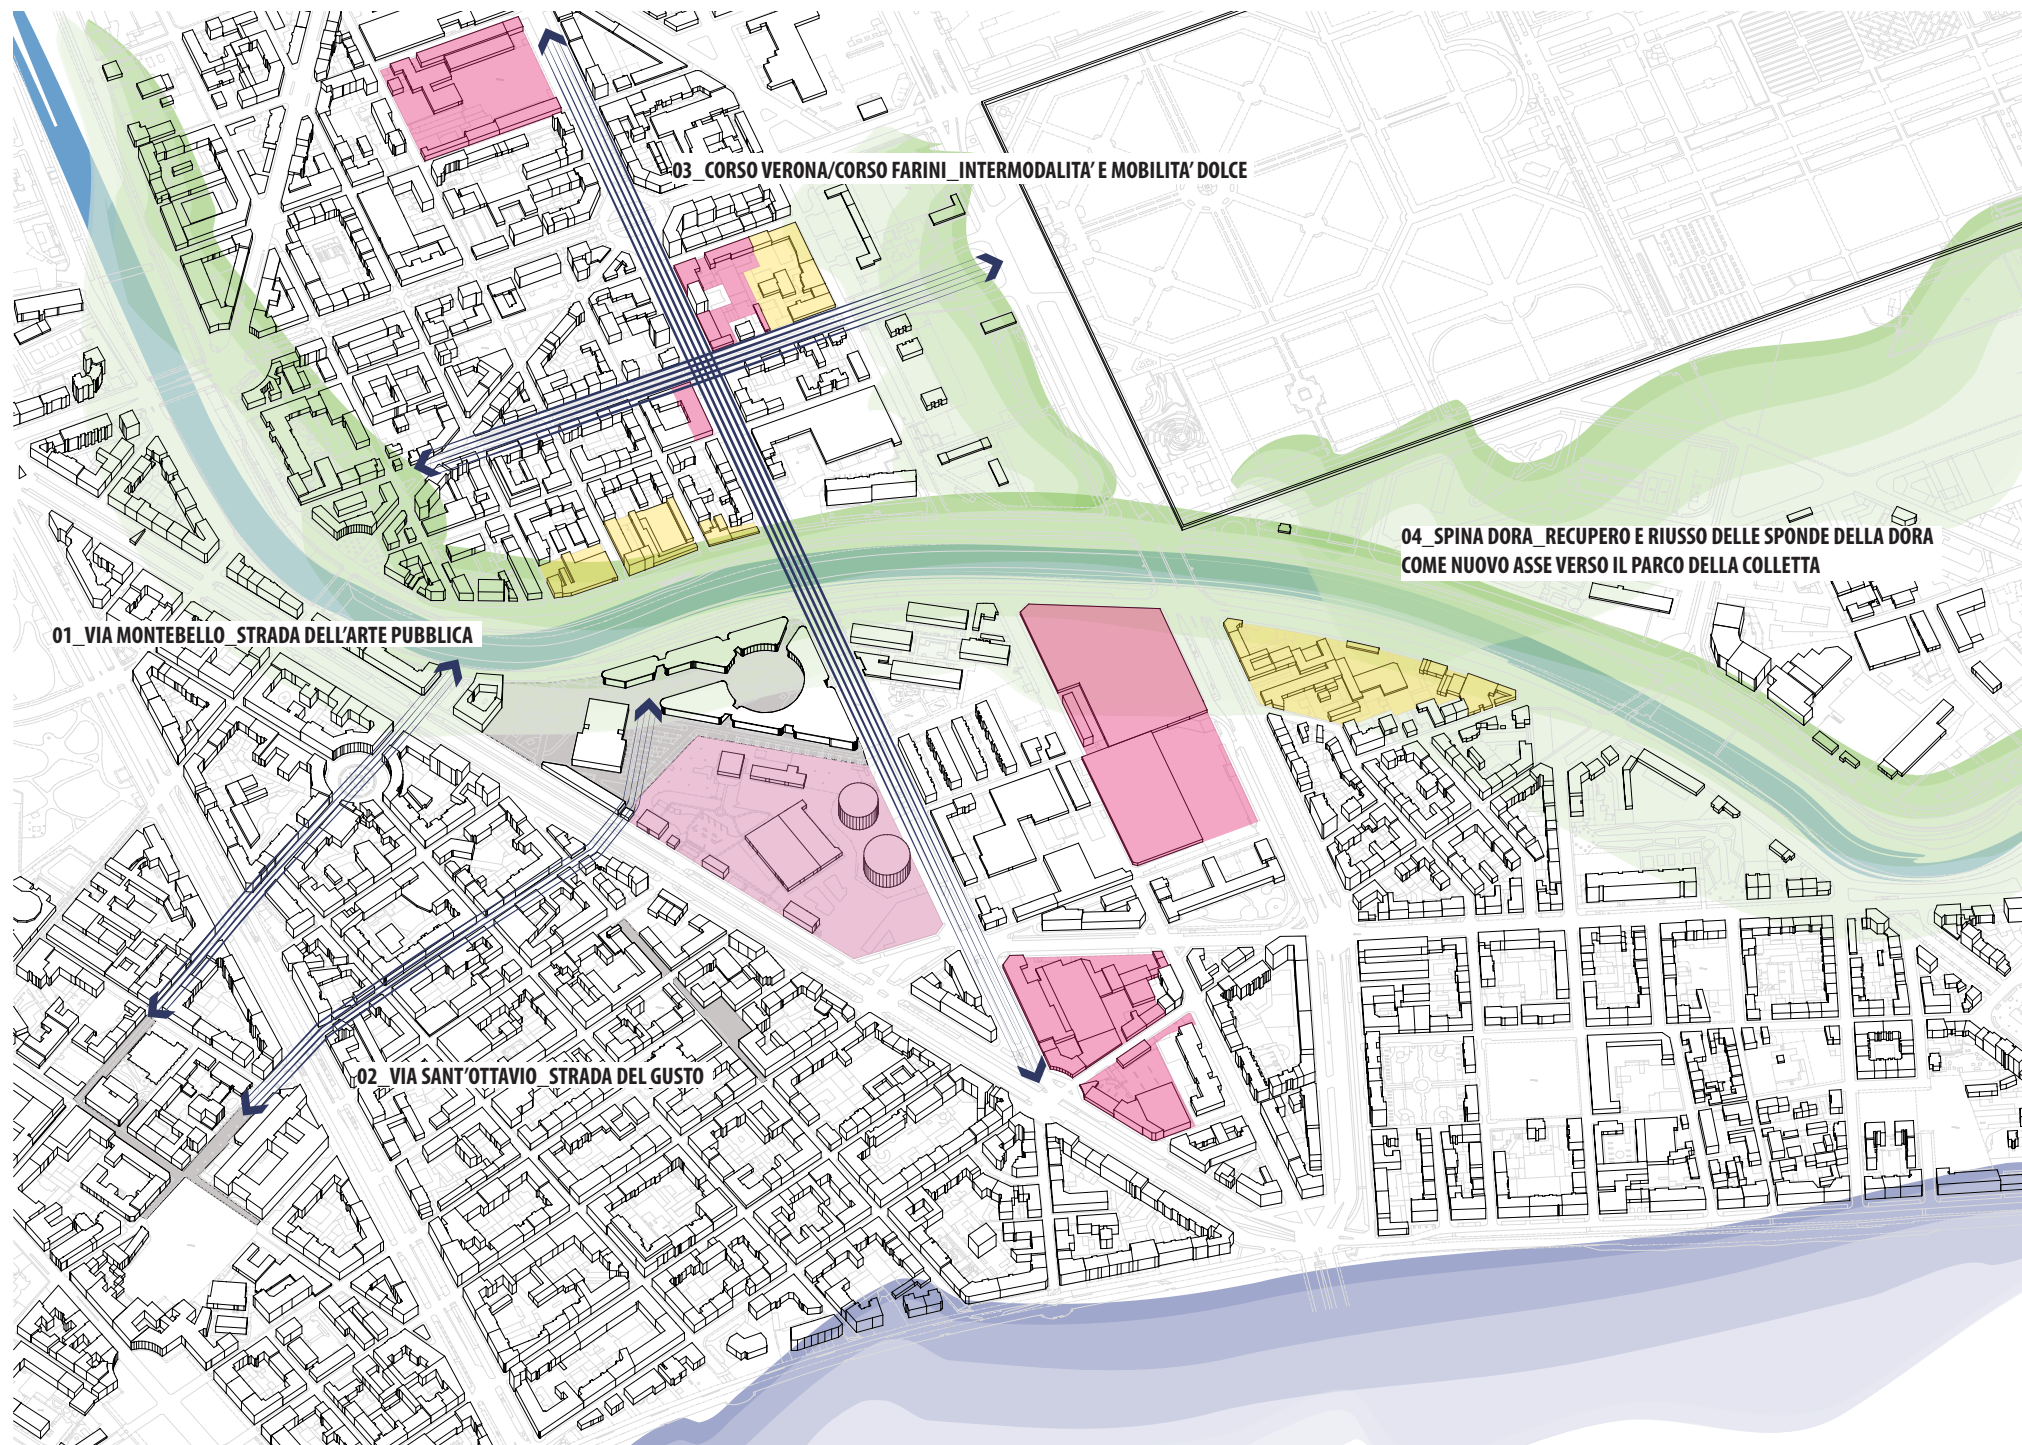 03_CORSO VERONA/CORSO FARINI_INTERMODALITA’ E MOBILITA’ DOLCE
04_SPINA DORA_RECUPERO E RIUSSO DELLE SPONDE DELLA DORA
COME NUOVO ASSE VERSO IL PARCO DELLA COLLETTA
01_VIA MONTEBELLO_STRADA DELL’ARTE PUBBLICA
02_VIA SANT’OTTAVIO_STRADA DEL GUSTO